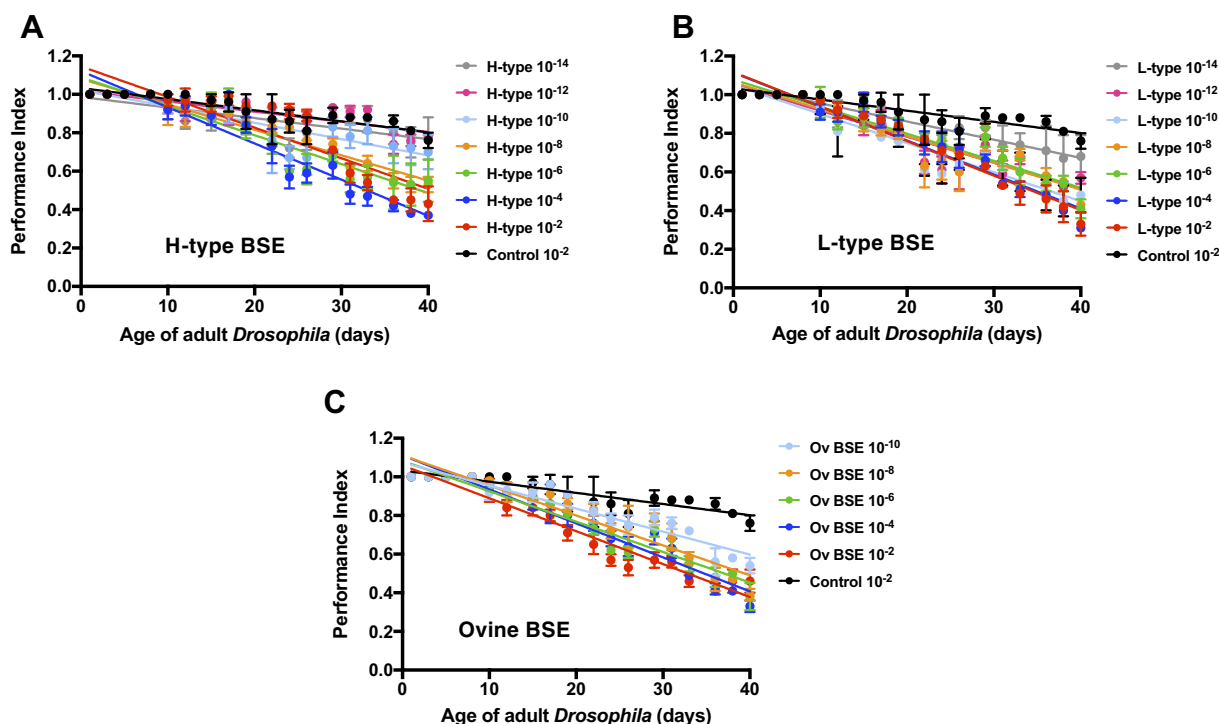 A
Performance Index
1.2
1.0
0.8
0.6
0.4
0.2
0.0
0 10 20 30 40
Age of adult Drosophila (days)
H-type BSE
H-type 10⁻¹⁴
H-type 10⁻¹²
H-type 10⁻¹⁰
H-type 10⁻⁸
H-type 10⁻⁶
H-type 10⁻⁴
H-type 10⁻²
Control 10⁻²
B
Performance Index
1.2
1.0
0.8
0.6
0.4
0.2
0.0
0 10 20 30 40
Age of adult Drosophila (days)
L-type BSE
L-type 10⁻¹⁴
L-type 10⁻¹²
L-type 10⁻¹⁰
L-type 10⁻⁸
L-type 10⁻⁶
L-type 10⁻⁴
L-type 10⁻²
Control 10⁻²
C
Performance Index
1.2
1.0
0.8
0.6
0.4
0.2
0.0
0 10 20 30 40
Age of adult Drosophila (days)
Ovine BSE
Ov BSE 10⁻¹⁰
Ov BSE 10⁻⁸
Ov BSE 10⁻⁶
Ov BSE 10⁻⁴
Ov BSE 10⁻²
Control 10⁻²